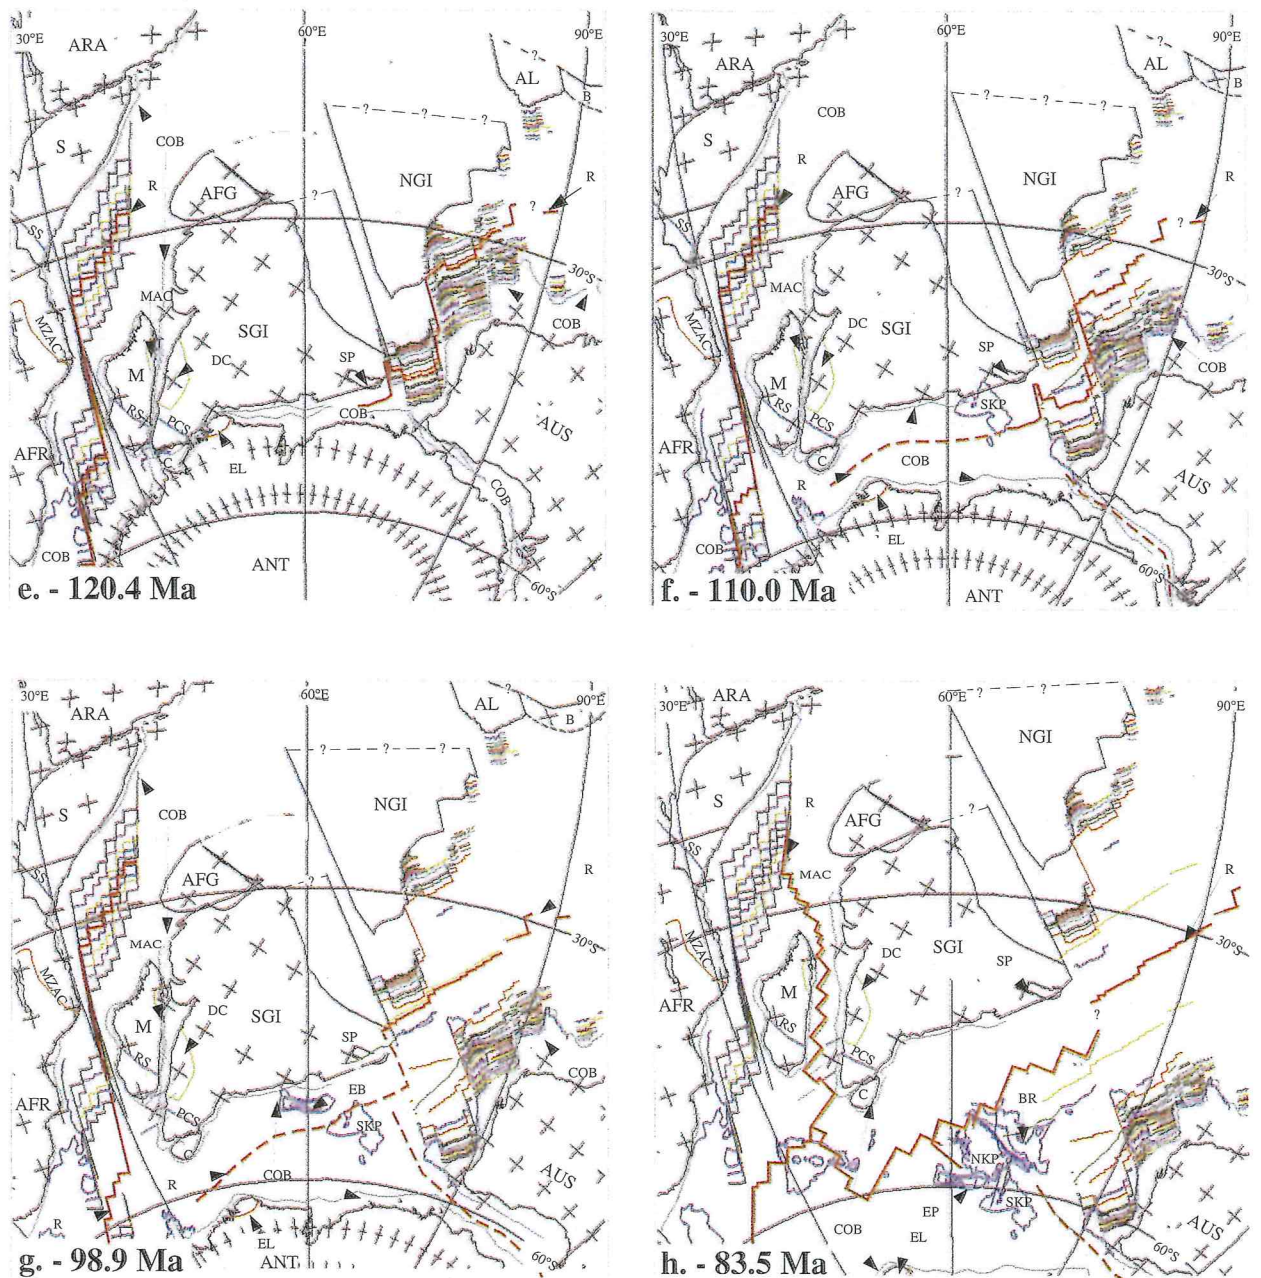 30°E
60°E
90°E
ARA
AL
B
S
COB
R
AFG
NGI
R
?
?
?
?
SS
30°S
MAC
MZAC
SGI
DC
COB
M
SP
RS
PCS
COB
AFR
C
EL
AUS
COB
COB
ANT
60°S
e. - 120.4 Ma
30°E
60°E
90°E
ARA
AL
B
?
?
?
COB
S
R
AFG
NGI
R
?
?
SS
30°S
MAC
MZAC
DC
SGI
SP
COB
M
SKP
RS
PCS
AFR
C
COB
R
AUS
COB
EL
60°S
ANT
f. - 110.0 Ma
30°E
60°E
90°E
ARA
AL
B
?
?
?
S
COB
NGI
SS
AFG
?
R
MAC
30°S
MZAC
DC
SGI
M
SP
RS
COB
EB
AFR
PCS
SKP
C
COB
R
AUS
R
EL
ANT
60°S
g. - 98.9 Ma
30°E
60°E
90°E
ARA
?
?
NGI
S
R
AFG
?
SS
MAC
R
30°S
MZAC
DC
SGI
SP
M
AFR
?
RS
PCS
C
BR
NKP
SKP
EP
COB
EL
AUS
60°S
h. - 83.5 Ma